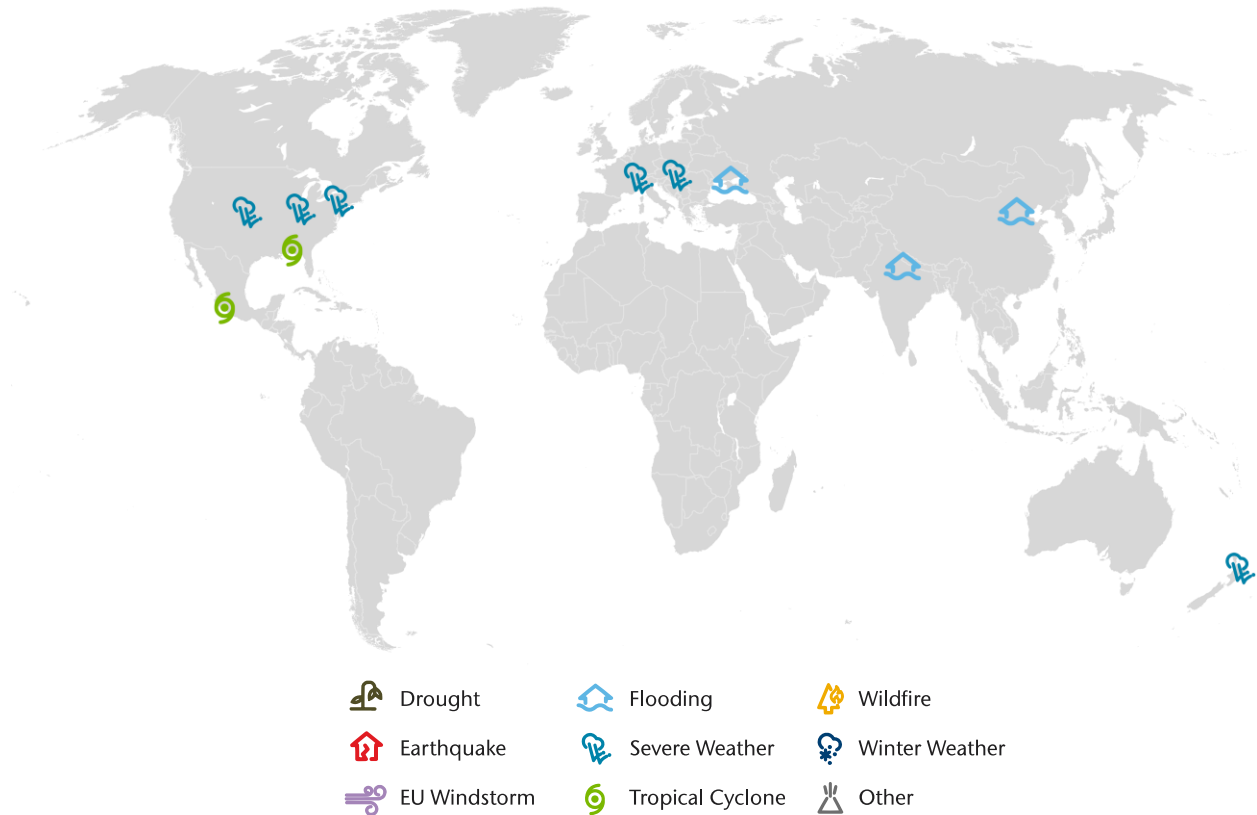 Drought
Flooding
Wildfire
Earthquake
Severe Weather
Winter Weather
EU Windstorm
Tropical Cyclone
Other